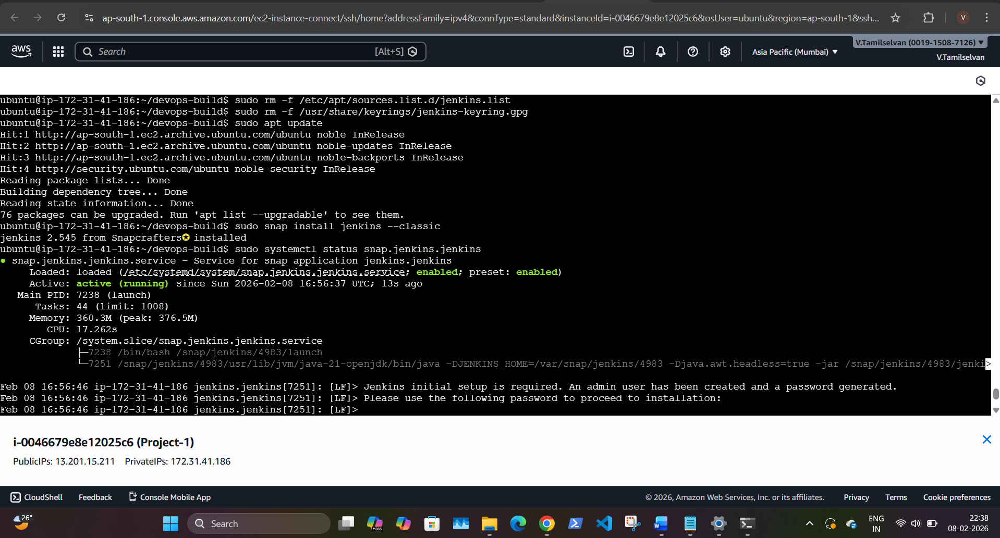 ap-south-1.console.aws.amazon.com/ec2-instance-connect/ssh/home?addressFamily=ipv4&connType=standard&instanceId=i-0046679e8e12025c6&osUser=ubuntu&region=ap-south-1&ssh...
V
aws
Search [Alt+S]
Asia Pacific (Mumbai)
V.Tamilselvan (0019-1508-7126)
V.Tamilselvan
ubuntu@ip-172-31-41-186:~/devops-build$ sudo rm -f /etc/apt/sources.list.d/jenkins.list
ubuntu@ip-172-31-41-186:~/devops-build$ sudo rm -f /usr/share/keyrings/jenkins-keyring.gpg
ubuntu@ip-172-31-41-186:~/devops-build$ sudo apt update
Hit:1 http://ap-south-1.ec2.archive.ubuntu.com/ubuntu noble InRelease
Hit:2 http://ap-south-1.ec2.archive.ubuntu.com/ubuntu noble-updates InRelease
Hit:3 http://ap-south-1.ec2.archive.ubuntu.com/ubuntu noble-backports InRelease
Hit:4 http://security.ubuntu.com/ubuntu noble-security InRelease
Reading package lists... Done
Building dependency tree... Done
Reading state information... Done
76 packages can be upgraded. Run 'apt list --upgradable' to see them.
ubuntu@ip-172-31-41-186:~/devops-build$ sudo snap install jenkins --classic
jenkins 2.545 from Snapcrafters✪ installed
ubuntu@ip-172-31-41-186:~/devops-build$ sudo systemctl status snap.jenkins.jenkins
● snap.jenkins.jenkins.service - Service for snap application jenkins.jenkins
Loaded: loaded (/etc/systemd/system/snap.jenkins.jenkins.service; enabled; preset: enabled)
Active: active (running) since Sun 2026-02-08 16:56:37 UTC; 13s ago
Main PID: 7238 (launch)
Tasks: 44 (limit: 1008)
Memory: 360.3M (peak: 376.5M)
CPU: 17.262s
CGroup: /system.slice/snap.jenkins.jenkins.service
├─7238 /bin/bash /snap/jenkins/4983/launch
└─7251 /snap/jenkins/4983/usr/lib/jvm/java-21-openjdk/bin/java -DJENKINS_HOME=/var/snap/jenkins/4983 -Djava.awt.headless=true -jar /snap/jenkins/4983/jenki>
Feb 08 16:56:46 ip-172-31-41-186 jenkins.jenkins[7251]: [LF]> Jenkins initial setup is required. An admin user has been created and a password generated.
Feb 08 16:56:46 ip-172-31-41-186 jenkins.jenkins[7251]: [LF]> Please use the following password to proceed to installation:
Feb 08 16:56:46 ip-172-31-41-186 jenkins.jenkins[7251]: [LF]>
i-0046679e8e12025c6 (Project-1)
PublicIPs: 13.201.15.211 PrivateIPs: 172.31.41.186
CloudShell Feedback Console Mobile App © 2026, Amazon Web Services, Inc. or its affiliates. Privacy Terms Cookie preferences
26°
Search
M365
ENG
IN
22:38
08-02-2026